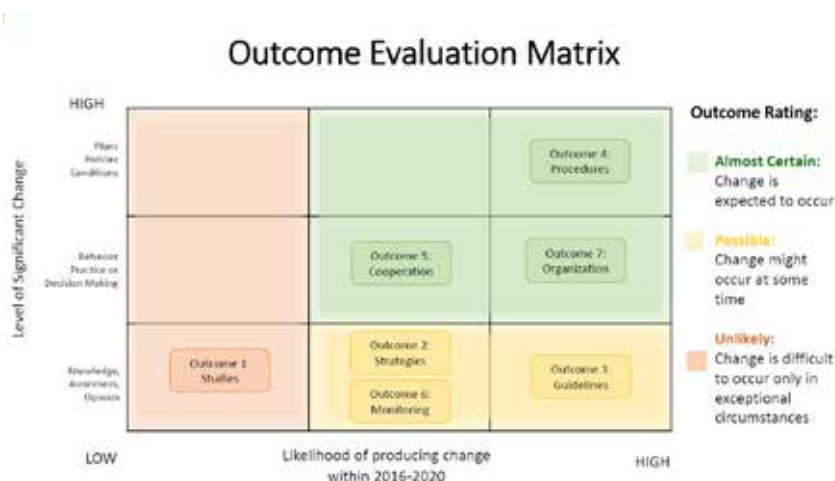 Outcome Evaluation Matrix
HIGH
Plans
Policies
Conditions
Behavior
Practice or
Decision Making
Knowledge,
Awareness,
Opinion
Level of Significant Change
Outcome 4:
Procedures
Outcome 5:
Cooperation
Outcome 7:
Organization
Outcome 1
Studies
Outcome 2:
Strategies
Outcome 6:
Monitoring
Outcome 3:
Guidelines
LOW
Likelihood of producing change
within 2016-2020
HIGH
Outcome Rating:
Almost Certain:
Change is
expected to occur
Possible:
Change might
occur at some
time
Unlikely:
Change is difficult
to occur only in
exceptional
circumstances